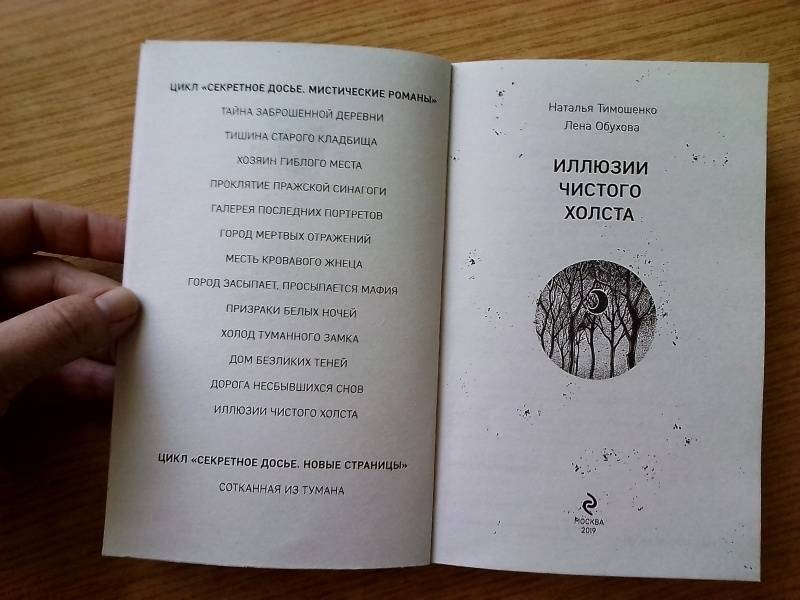 ЦИКЛ «СЕКРЕТНОЕ ДОСЬЕ. МИСТИЧЕСКИЕ РОМАНЫ»
ТАЙНА ЗАБРОШЕННОЙ ДЕРЕВНИ
ТИШИНА СТАРОГО КЛАДБИЩА
ХОЗЯИН ГИБЛОГО МЕСТА
ПРОКЛЯТИЕ ПРАЖСКОЙ СИНАГОГИ
ГАЛЕРЕЯ ПОСЛЕДНИХ ПОРТРЕТОВ
ГОРОД МЕРТВЫХ ОТРАЖЕНИЙ
МЕСТЬ КРОВАВОГО ЖНЕЦА
ГОРОД ЗАСЫПАЕТ, ПРОСЫПАЕТСЯ МАФИЯ
ПРИЗРАКИ БЕЛЫХ НОЧЕЙ
ХОЛОД ТУМАННОГО ЗАМКА
ДОМ БЕЗЛИКИХ ТЕНЕЙ
ДОРОГА НЕСБЫВШИХСЯ СНОВ
ИЛЛЮЗИИ ЧИСТОГО ХОЛСТА
ЦИКЛ «СЕКРЕТНОЕ ДОСЬЕ. НОВЫЕ СТРАНИЦЫ»
СОТКАННАЯ ИЗ ТУМАНА
Наталья Тимошенко
Лена Обухова
ИЛЛЮЗИИ
ЧИСТОГО
ХОЛСТА
МОСКВА
2019